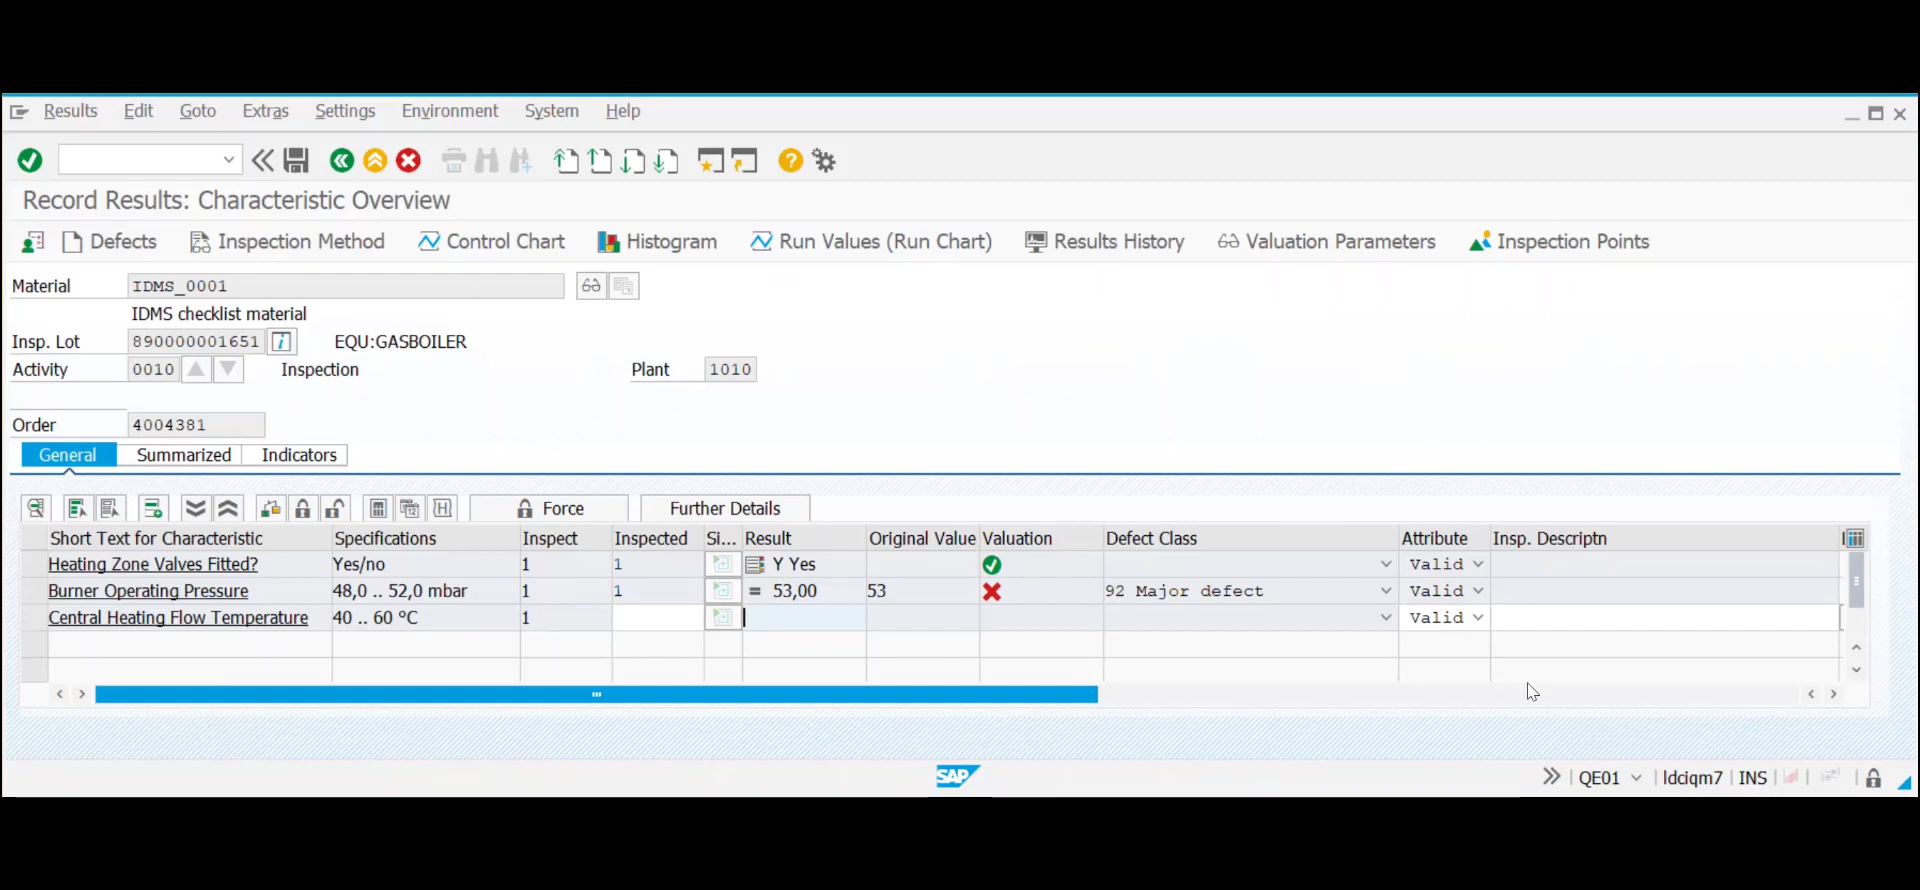 Results Edit Goto Extras Settings Environment System Help
Record Results: Characteristic Overview
Defects Inspection Method Control Chart Histogram Run Values (Run Chart) Results History Valuation Parameters Inspection Points
Material IDMS_0001
IDMS checklist material
Insp. Lot 890000001651 EQU:GASBOILER
Activity 0010 Inspection Plant 1010
Order 4004381
General Summarized Indicators
Force Further Details
Short Text for Characteristic Specifications Inspect Inspected Si... Result Original Value Valuation Defect Class Attribute Insp. Descriptn
Heating Zone Valves Fitted? Yes/no 1 1 Y Yes Valid
Burner Operating Pressure 48,0 .. 52,0 mbar 1 1 = 53,00 53 92 Major defect Valid
Central Heating Flow Temperature 40 .. 60 °C 1 Valid
SAP QE01 ldciqm7 INS